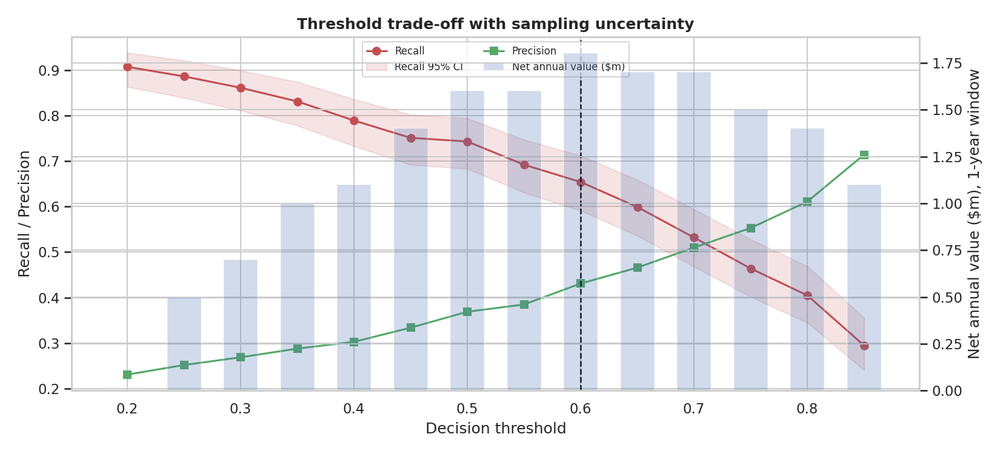 Threshold trade-off with sampling uncertainty
Recall
Recall 95% CI
Precision
Net annual value ($m)
Recall / Precision
0.9
0.8
0.7
0.6
0.5
0.4
0.3
0.2
0.2
0.3
0.4
0.5
0.6
0.7
0.8
Decision threshold
1.75
1.50
1.25
1.00
0.75
0.50
0.25
0.00
Net annual value ($m), 1-year window